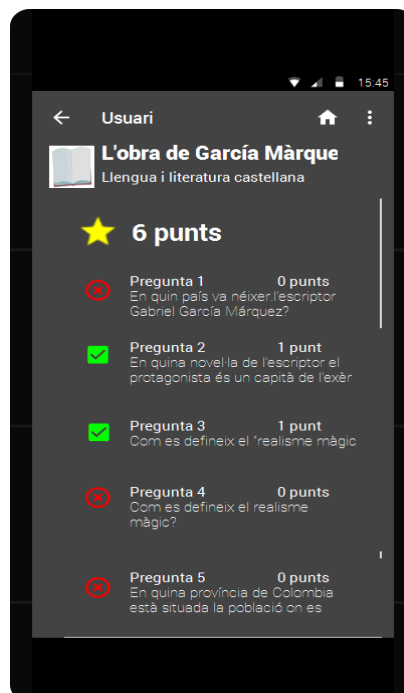 15:45
Usuari
L'obra de García Màrque
Llengua i literatura castellana
6 punts
Pregunta 1 0 punts
En quin país va néixer.l'escriptor
Gabriel García Márquez?
Pregunta 2 1 punt
En quina novel·la de l'escriptor el
protagonista és un capità de l'exèr
Pregunta 3 1 punt
Com es defineix el "realisme màgic
Pregunta 4 0 punts
Com es defineix el realisme
màgic?
Pregunta 5 0 punts
En quina província de Colombia
està situada la població on es